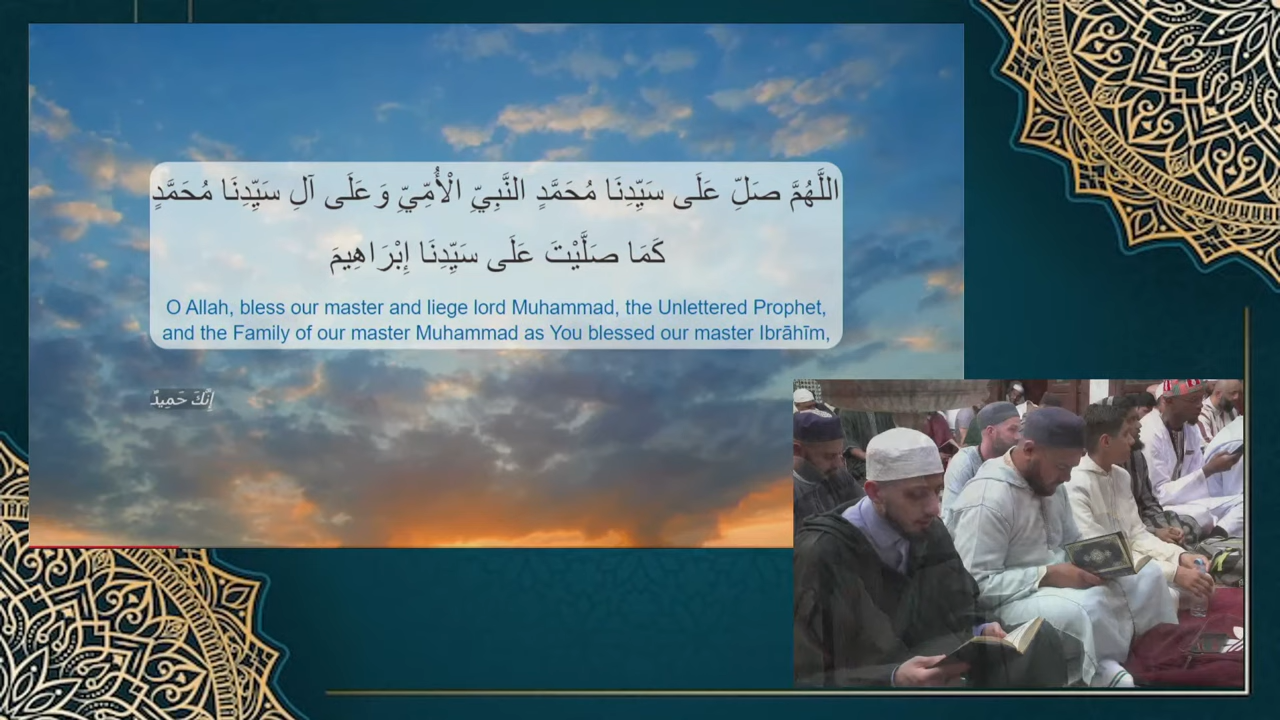 اللَّهُمَّ صَلِّ عَلَى سَيِّدِنَا مُحَمَّدٍ النَّبِيِّ الْأُمِّيِّ وَعَلَى آلِ سَيِّدِنَا مُحَمَّدٍ
كَمَا صَلَّيْتَ عَلَى سَيِّدِنَا إِبْرَاهِيمَ
O Allah, bless our master and liege lord Muhammad, the Unlettered Prophet,
and the Family of our master Muhammad as You blessed our master Ibrāhīm,
إِنَّكَ حَمِيدٌ